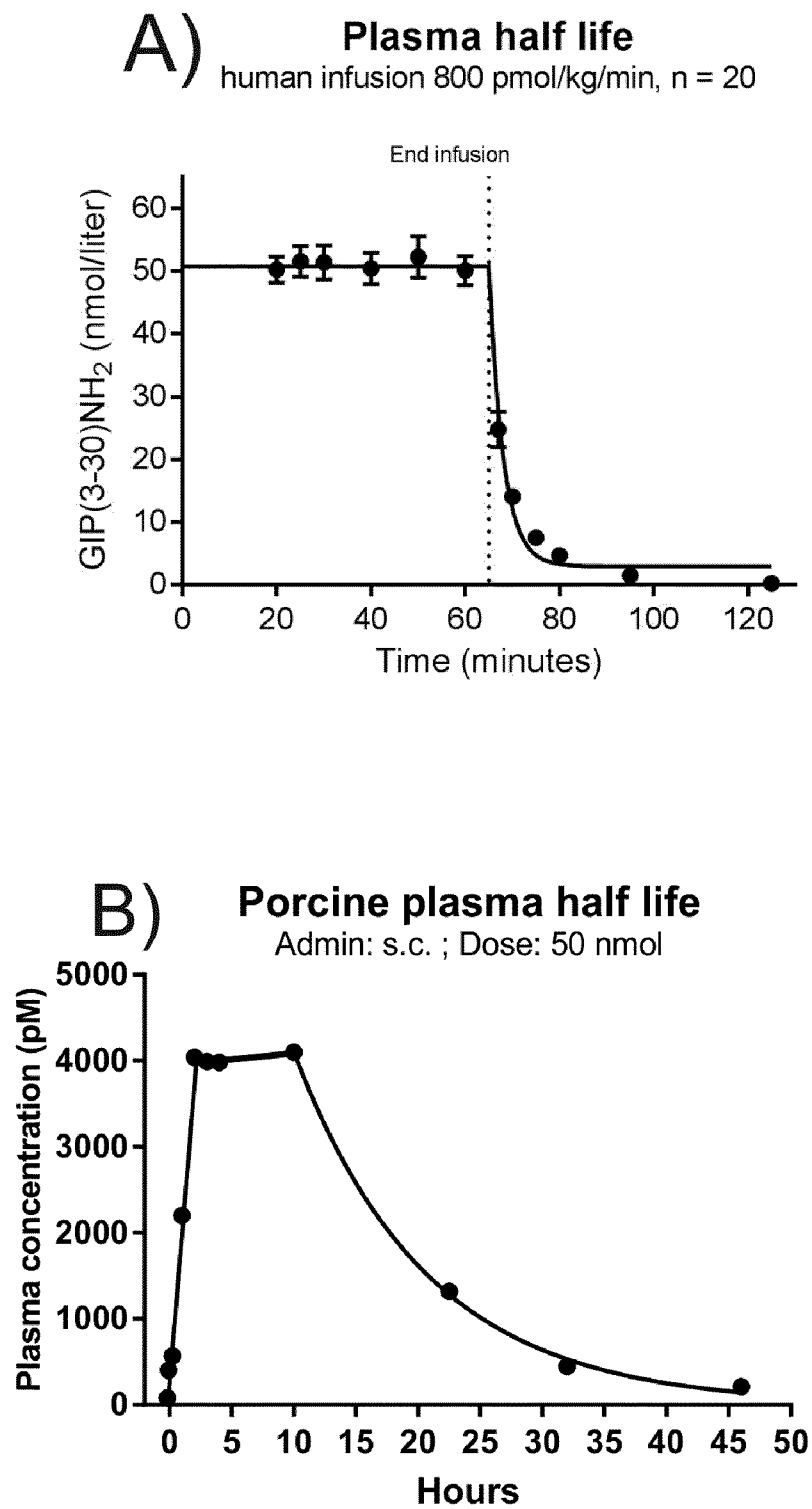 A)
Plasma half life
human infusion 800 pmol/kg/min, n = 20
End infusion
GIP(3-30)NH₂ (nmol/liter)
60
50
40
30
20
10
0
0 20 40 60 80 100 120
Time (minutes)
B)
Porcine plasma half life
Admin: s.c. ; Dose: 50 nmol
Plasma concentration (pM)
5000
4000
3000
2000
1000
0
0 5 10 15 20 25 30 35 40 45 50
Hours